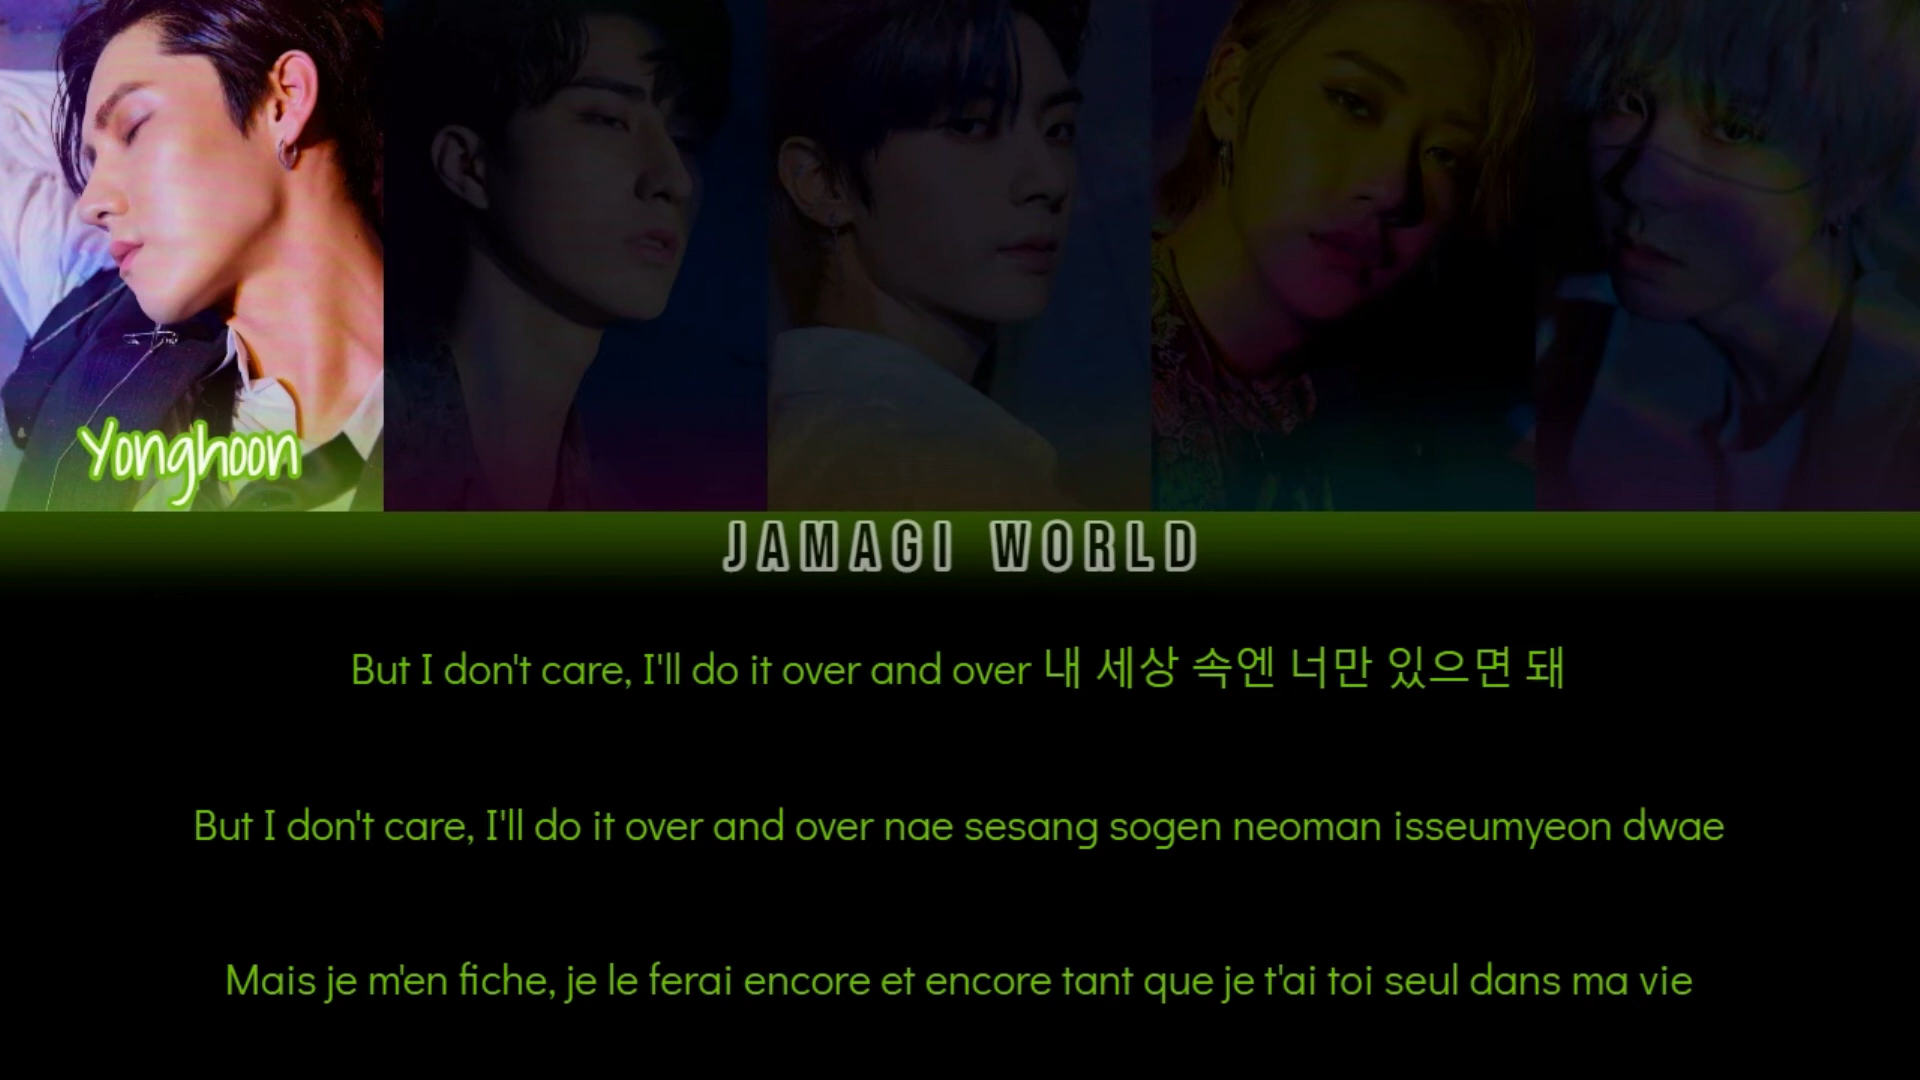 Yonghoon
JAMAGI WORLD
But I don't care, I'll do it over and over 내 세상 속엔 너만 있으면 돼
But I don't care, I'll do it over and over nae sesang sogen neoman isseumyeon dwae
Mais je m'en fiche, je le ferai encore et encore tant que je t'ai toi seul dans ma vie